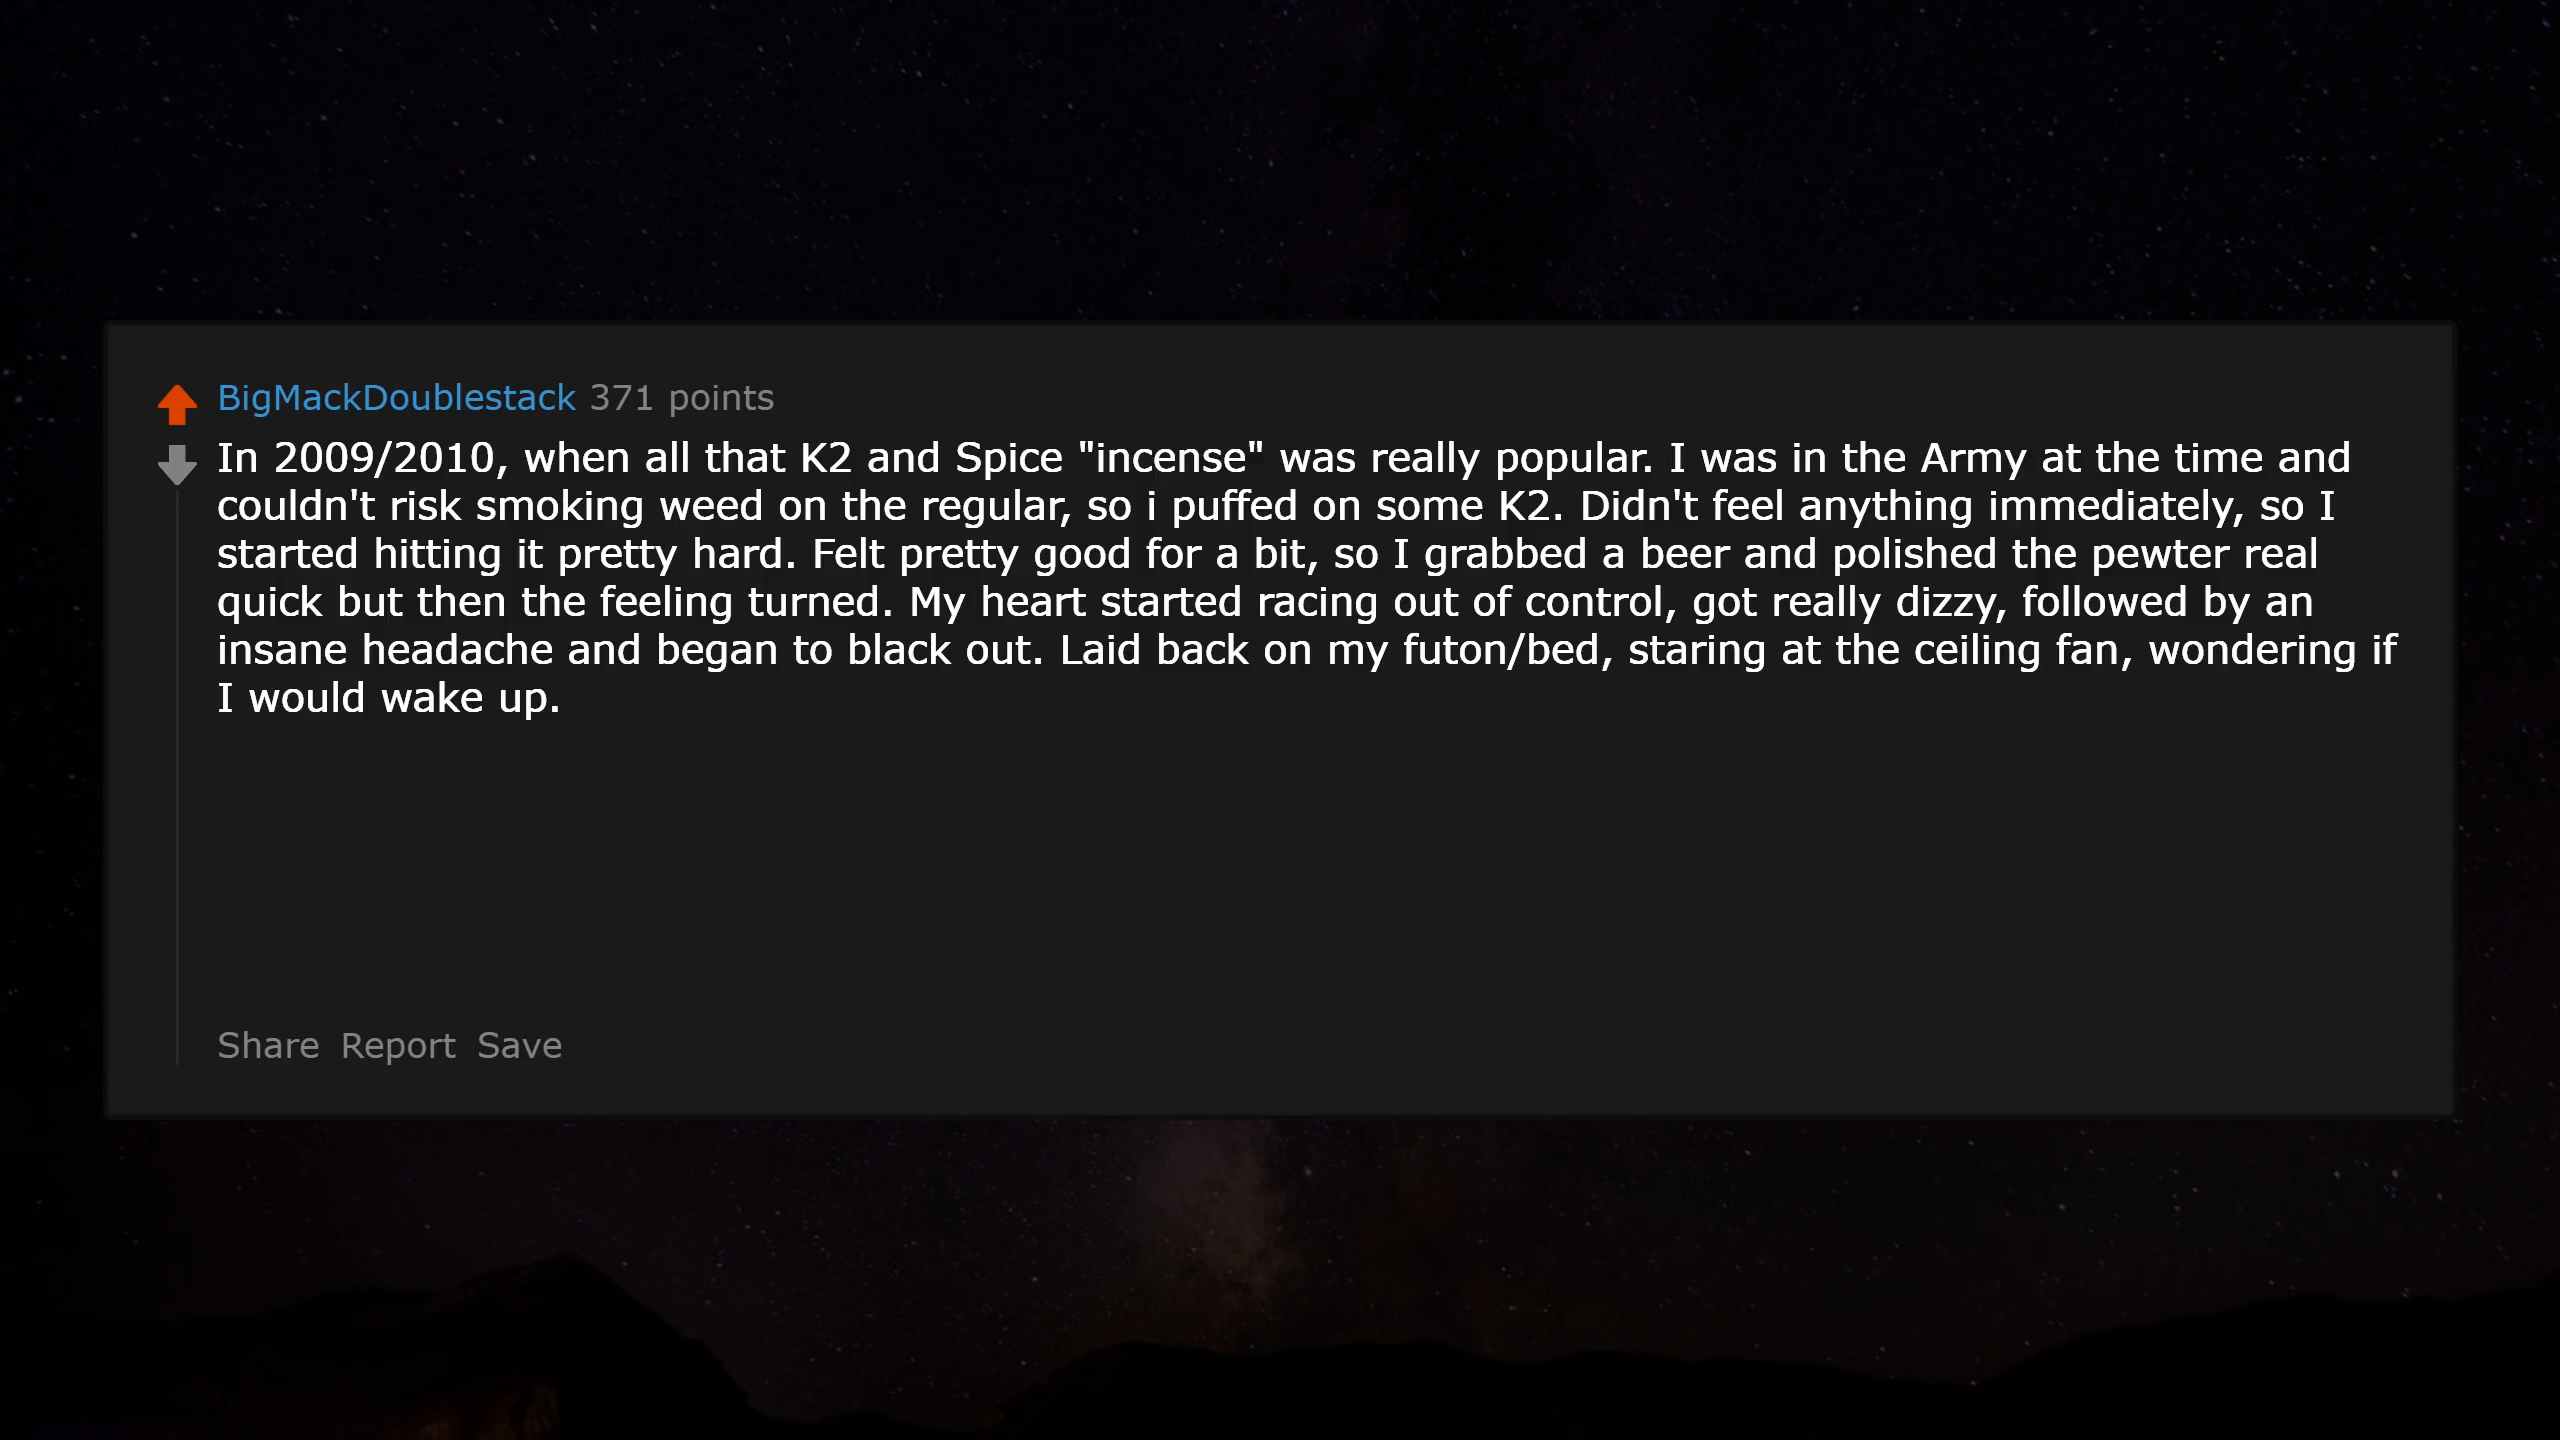 BigMackDoublestack 371 points
In 2009/2010, when all that K2 and Spice "incense" was really popular. I was in the Army at the time and
couldn't risk smoking weed on the regular, so i puffed on some K2. Didn't feel anything immediately, so I
started hitting it pretty hard. Felt pretty good for a bit, so I grabbed a beer and polished the pewter real
quick but then the feeling turned. My heart started racing out of control, got really dizzy, followed by an
insane headache and began to black out. Laid back on my futon/bed, staring at the ceiling fan, wondering if
I would wake up.
Share Report Save